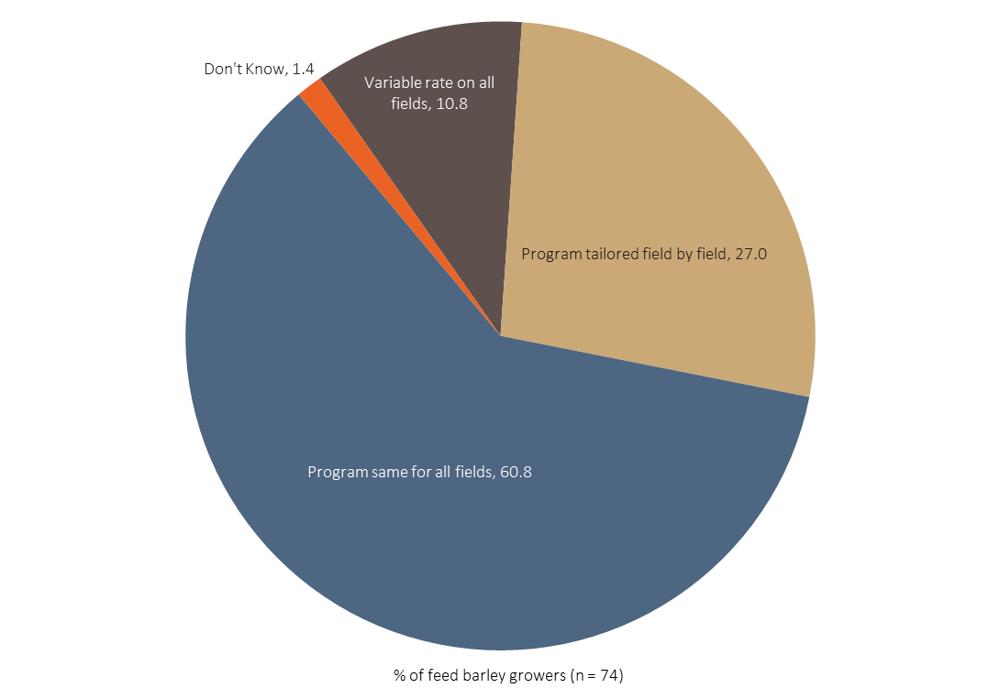 Don't Know, 1.4
Variable rate on all
fields, 10.8
Program tailored field by field, 27.0
Program same for all fields, 60.8
% of feed barley growers (n = 74)